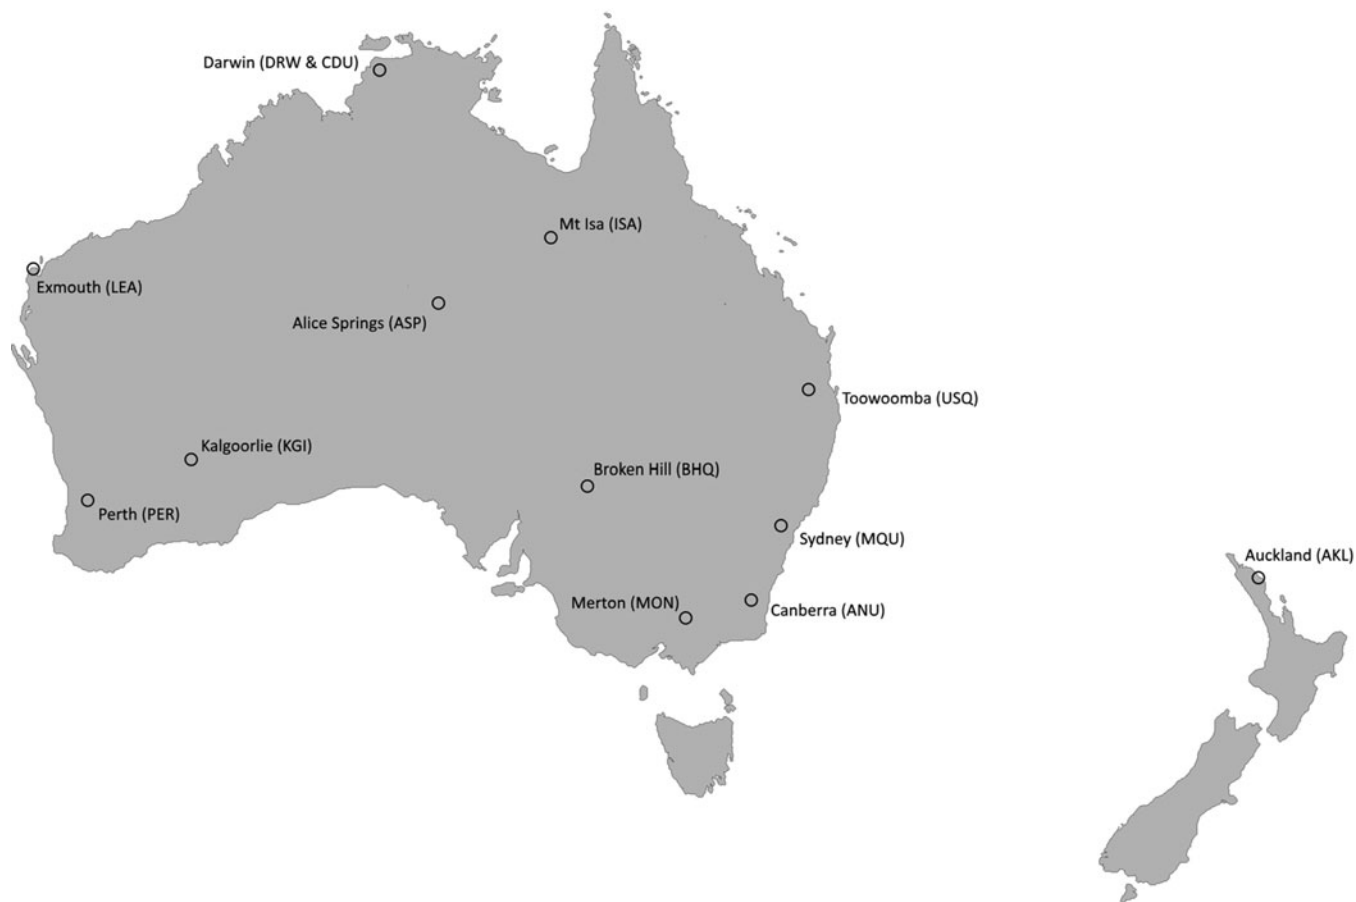 Darwin (DRW & CDU)
Mt Isa (ISA)
Exmouth (LEA)
Alice Springs (ASP)
Toowoomba (USQ)
Kalgoorlie (KGI)
Broken Hill (BHQ)
Perth (PER)
Sydney (MQU)
Auckland (AKL)
Merton (MON)
Canberra (ANU)